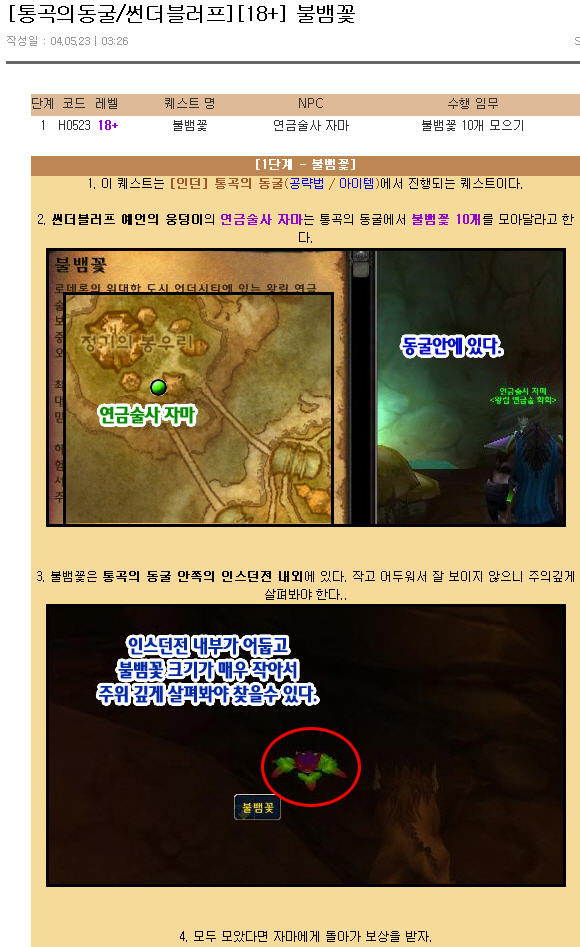 [통곡의동굴/썬더블러프][18+] 불뱀꽃
작성일 : 04.05.23 | 03:26
S
단계 코드 레벨 퀘스트 명 NPC 수행 임무
1 H0523 18+ 불뱀꽃 연금술사 자마 불뱀꽃 10개 모으기
[1단계 - 불뱀꽃]
1. 이 퀘스트는 [인던] 통곡의 동굴(공략법 / 아이템)에서 진행되는 퀘스트이다.
2. 썬더블러프 예언의 웅덩이의 연금술사 자마는 통곡의 동굴에서 불뱀꽃 10개를 모아달라고 한
다.
불뱀꽃
로데론의 위대한 도시 언더시티에 있는 왕립 연금
정기의 봉우리
연금술사 자마
동굴안에 있다.
연금술사 자마
<왕립 연금술 학회>
3. 불뱀꽃은 통곡의 동굴 안쪽의 인스던전 내외에 있다. 작고 어두워서 잘 보이지 않으니 주의깊게
살펴봐야 한다..
인스던전 내부가 어둡고
불뱀꽃 크기가 매우 작아서
주위 깊게 살펴봐야 찾을수 있다.
불뱀꽃
4. 모두 모았다면 자마에게 돌아가 보상을 받자.